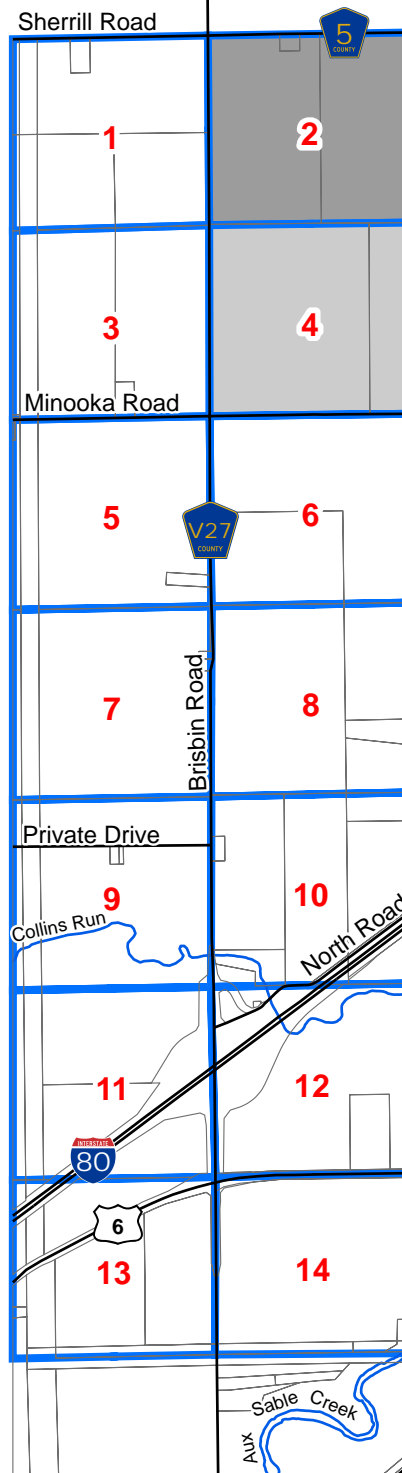 Sherrill Road
5
COUNTY
1
2
3
4
Minooka Road
5
6
V27
COUNTY
Brisbin Road
7
8
Private Drive
9
10
Collins Run
North Road
11
12
INTERSTATE
80
6
13
14
Aux Sable Creek